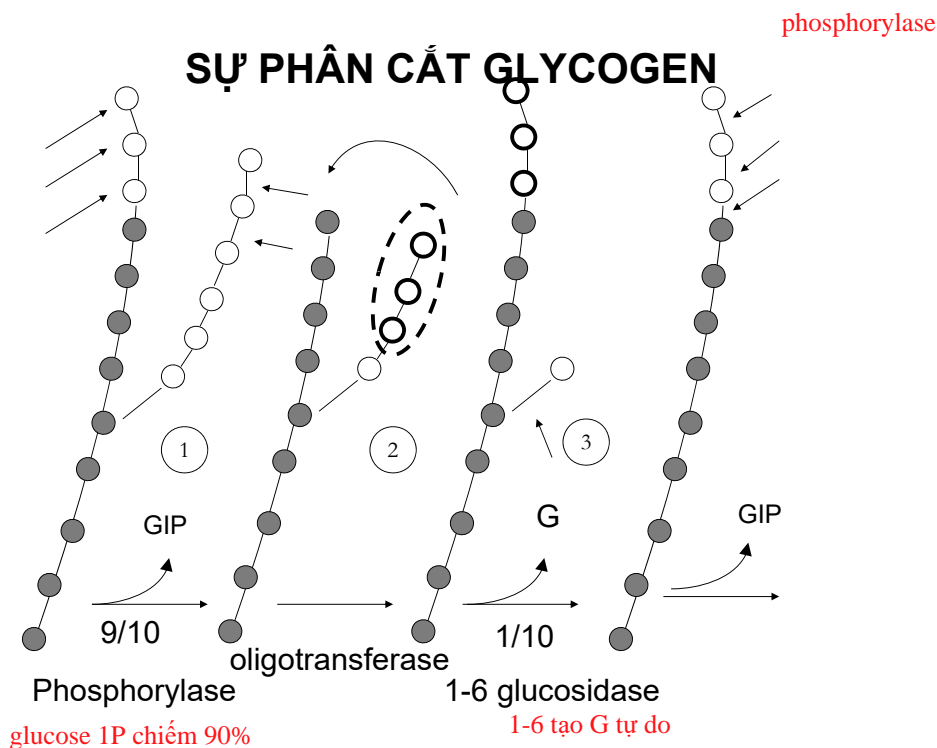 phosphorylase
SỰ PHÂN CẮT GLYCOGEN
1
2
3
GIP
G
GIP
9/10
1/10
oligotransferase
Phosphorylase
1-6 glucosidase
glucose 1P chiếm 90%
1-6 tạo G tự do